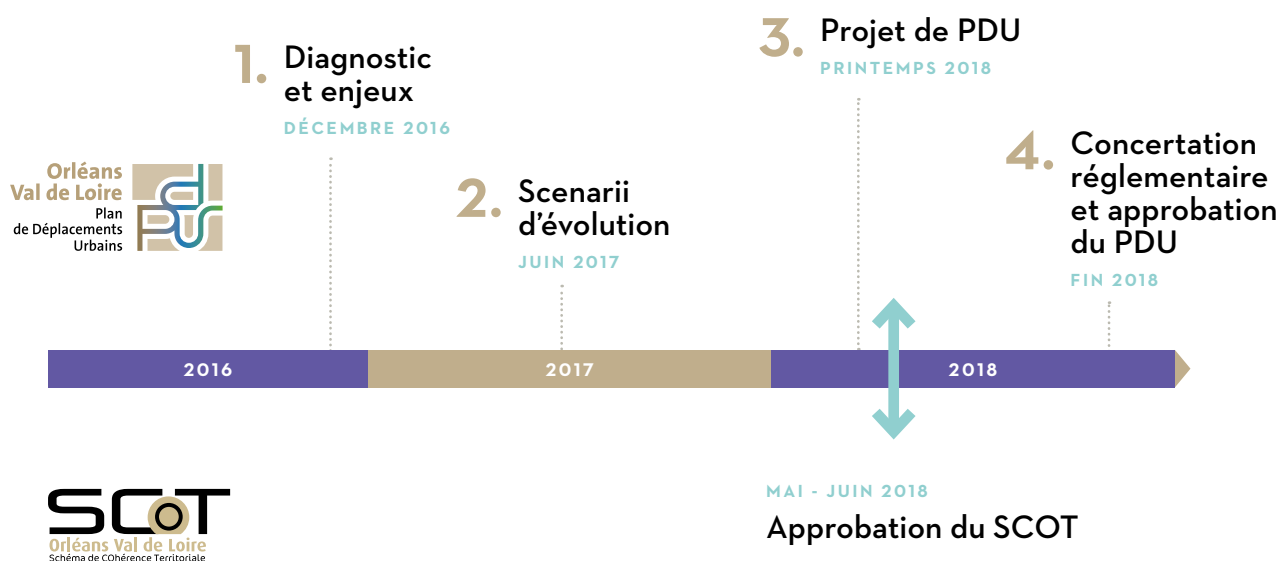 1. Diagnostic
et enjeux
DÉCEMBRE 2016
2. Scenarii
d'évolution
JUIN 2017
3. Projet de PDU
PRINTEMPS 2018
4. Concertation
réglementaire
et approbation
du PDU
FIN 2018
Orléans
Val de Loire
Plan
de Déplacements
Urbains
PDU
2016
2017
2018
MAI - JUIN 2018
Approbation du SCOT
SCOT
Orléans Val de Loire
Schéma de COhérence Territoriale